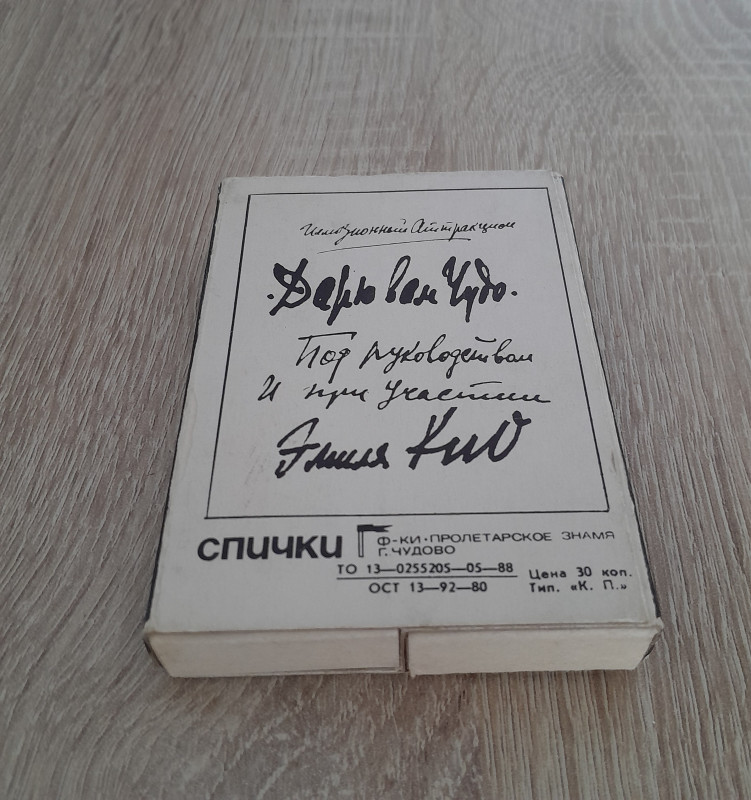 Иллюзионный Аттракцион
·Дарю вам Чудо·
Под руководством
И при участии
Эмиля Кио
СПИЧКИ
Ф-КИ·ПРОЛЕТАРСКОЕ ЗНАМЯ
Г. ЧУДОВО
ТО 13—0255205—05—88
ОСТ 13—92—80
Цена 30 коп.
Тип. «К. П.»